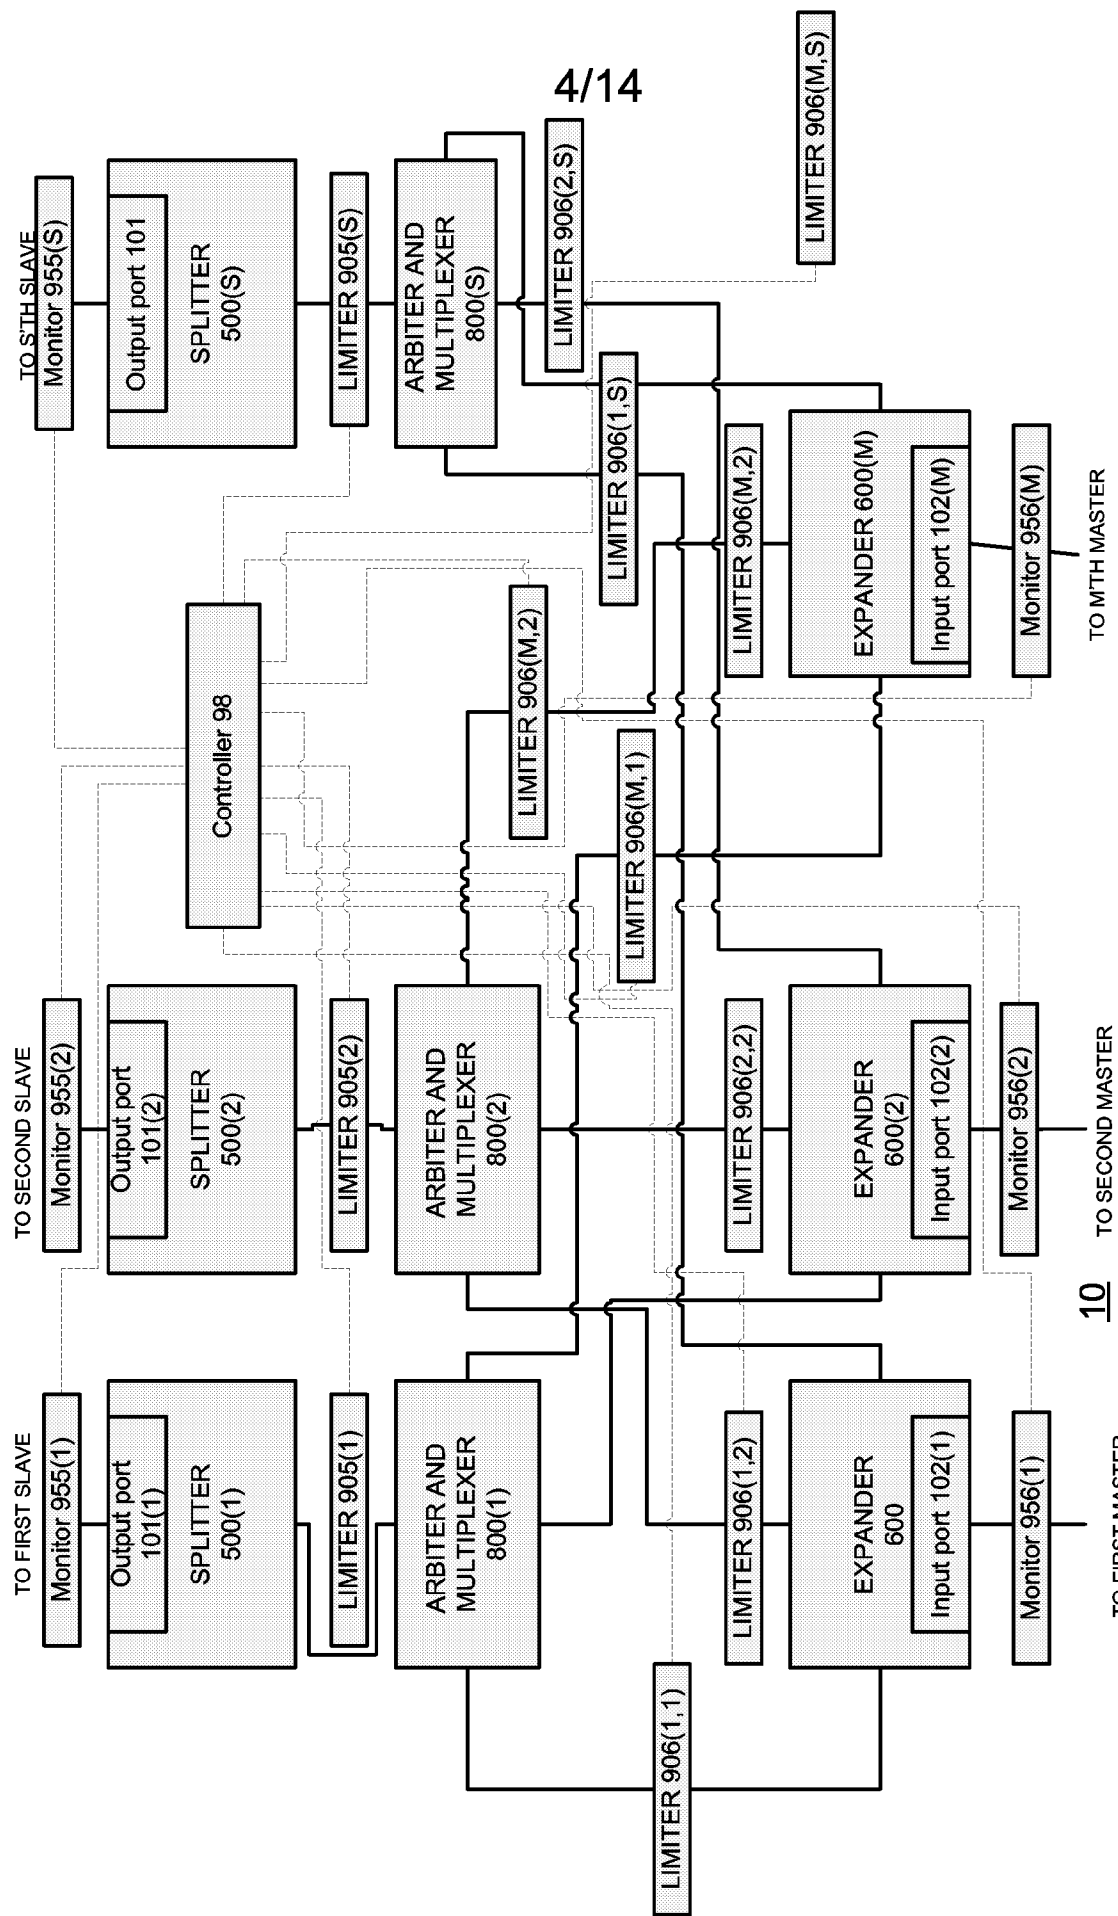 4/14
TO FIRST SLAVE
TO SECOND SLAVE
TO S'TH SLAVE
Monitor 955(1)
Monitor 955(2)
Monitor 955(S)
Output port
101(1)
SPLITTER
500(1)
Output port
101(2)
SPLITTER
500(2)
Output port 101
SPLITTER
500(S)
Controller 98
LIMITER 905(1)
LIMITER 905(2)
LIMITER 905(S)
ARBITER AND
MULTIPLEXER
800(1)
ARBITER AND
MULTIPLEXER
800(2)
ARBITER AND
MULTIPLEXER
800(S)
LIMITER 906(M,2)
LIMITER 906(2,S)
LIMITER 906(1,S)
LIMITER 906(M,1)
LIMITER 906(1,1)
LIMITER 906(M,S)
LIMITER 906(1,2)
LIMITER 906(2,2)
LIMITER 906(M,2)
EXPANDER
600
Input port 102(1)
EXPANDER
600(2)
Input port 102(2)
EXPANDER 600(M)
Input port 102(M)
Monitor 956(1)
Monitor 956(2)
Monitor 956(M)
TO FIRST MASTER
TO SECOND MASTER
TO M'TH MASTER
10